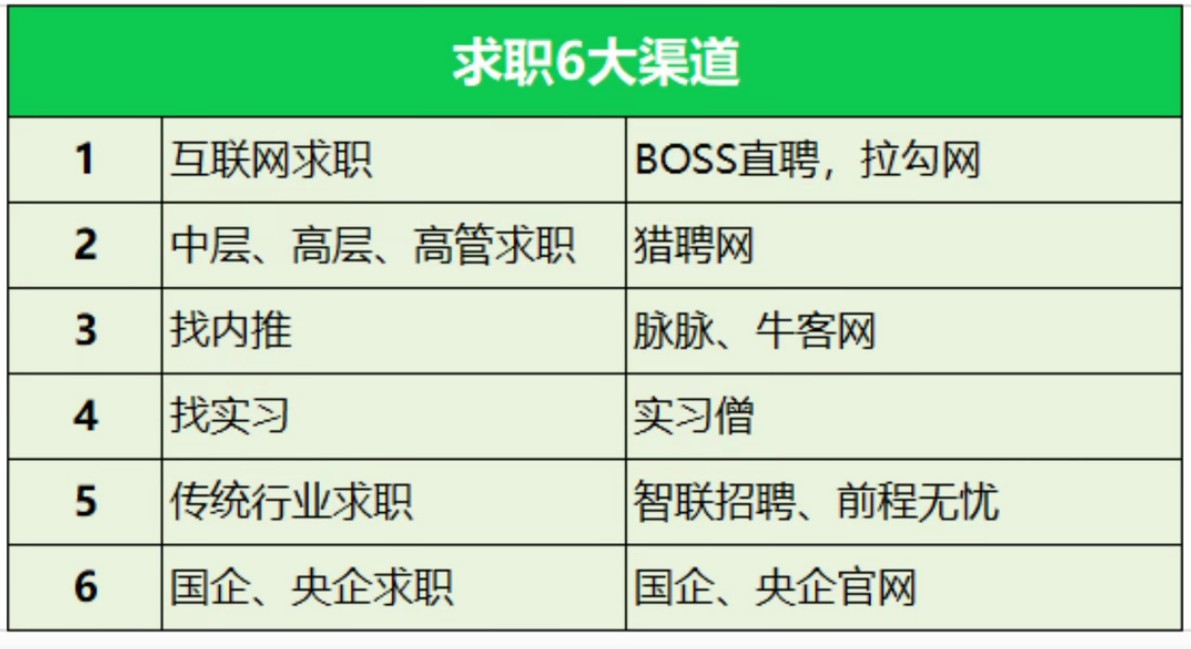 求职6大渠道
1 互联网求职 BOSS直聘，拉勾网
2 中层、高层、高管求职 猎聘网
3 找内推 脉脉、牛客网
4 找实习 实习僧
5 传统行业求职 智联招聘、前程无忧
6 国企、央企求职 国企、央企官网